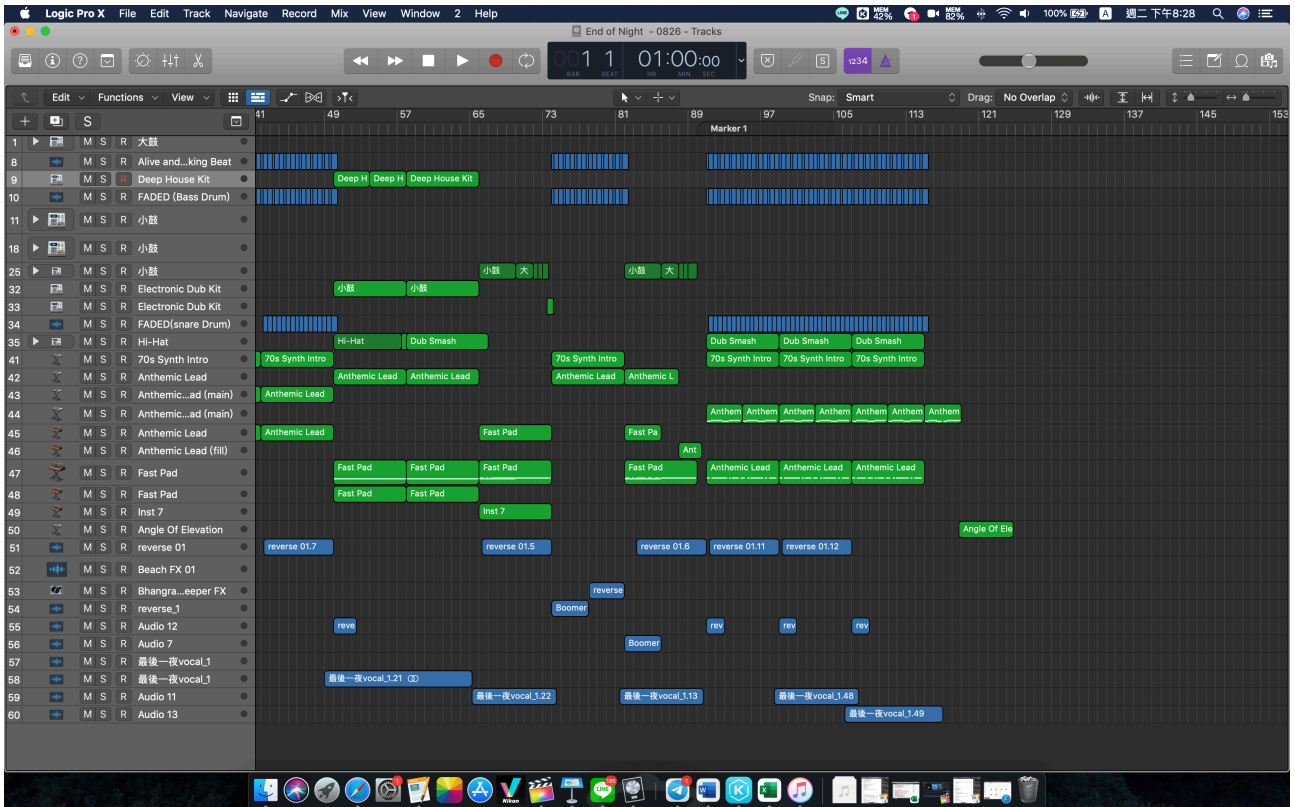 Logic Pro X File Edit Track Navigate Record Mix View Window 2 Help
MEM 42% 1 MEM 82% 100% A 週二 下午8:28
End of Night - 0826 - Tracks
001 1 01:00:00 S 1234
BAR BEAT HR MIN SEC
Edit Functions View Snap: Smart Drag: No Overlap
S 41 49 57 65 73 81 89 97 105 113 121 129 137 145 153
Marker 1
1 M S R 大鼓
8 M S R Alive and...king Beat
9 M S R Deep House Kit Deep H Deep H Deep House Kit
10 M S R FADED (Bass Drum)
11 M S R 小鼓
18 M S R 小鼓
25 M S R 小鼓 小鼓 大 小鼓 大
32 M S R Electronic Dub Kit 小鼓 小鼓
33 M S R Electronic Dub Kit
34 M S R FADED(snare Drum)
35 M S R Hi-Hat Hi-Hat Dub Smash Dub Smash Dub Smash Dub Smash
41 M S R 70s Synth Intro 70s Synth Intro 70s Synth Intro 70s Synth Intro 70s Synth Intro 70s Synth Intro
42 M S R Anthemic Lead Anthemic Lead Anthemic Lead Anthemic Lead Anthemic L
43 M S R Anthemic...ad (main) Anthemic Lead
44 M S R Anthemic...ad (main) Anthem Anthem Anthem Anthem Anthem Anthem Anthem
45 M S R Anthemic Lead Anthemic Lead Fast Pad Fast Pa
46 M S R Anthemic Lead (fill) Ant
47 M S R Fast Pad Fast Pad Fast Pad Fast Pad Fast Pad Anthemic Lead Anthemic Lead Anthemic Lead
48 M S R Fast Pad Fast Pad Fast Pad
49 M S R Inst 7 Inst 7
50 M S R Angle Of Elevation Angle Of Ele
51 M S R reverse 01 reverse 01.7 reverse 01.5 reverse 01.6 reverse 01.11 reverse 01.12
52 M S R Beach FX 01
53 M S R Bhangra...eeper FX reverse
54 M S R reverse_1 Boomer
55 M S R Audio 12 reve rev rev rev
56 M S R Audio 7 Boomer
57 M S R 最後一夜vocal_1
58 M S R 最後一夜vocal_1 最後一夜vocal_1.21
59 M S R Audio 11 最後一夜vocal_1.22 最後一夜vocal_1.13 最後一夜vocal_1.48
60 M S R Audio 13 最後一夜vocal_1.49
Nikon LINE